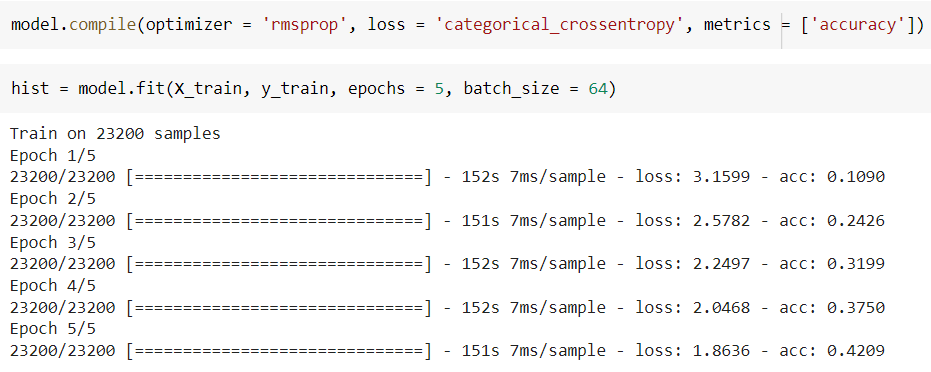 model.compile(optimizer = 'rmsprop', loss = 'categorical_crossentropy', metrics = ['accuracy'])
hist = model.fit(X_train, y_train, epochs = 5, batch_size = 64)
Train on 23200 samples
Epoch 1/5
23200/23200 [==============================] - 152s 7ms/sample - loss: 3.1599 - acc: 0.1090
Epoch 2/5
23200/23200 [==============================] - 151s 7ms/sample - loss: 2.5782 - acc: 0.2426
Epoch 3/5
23200/23200 [==============================] - 152s 7ms/sample - loss: 2.2497 - acc: 0.3199
Epoch 4/5
23200/23200 [==============================] - 152s 7ms/sample - loss: 2.0468 - acc: 0.3750
Epoch 5/5
23200/23200 [==============================] - 151s 7ms/sample - loss: 1.8636 - acc: 0.4209